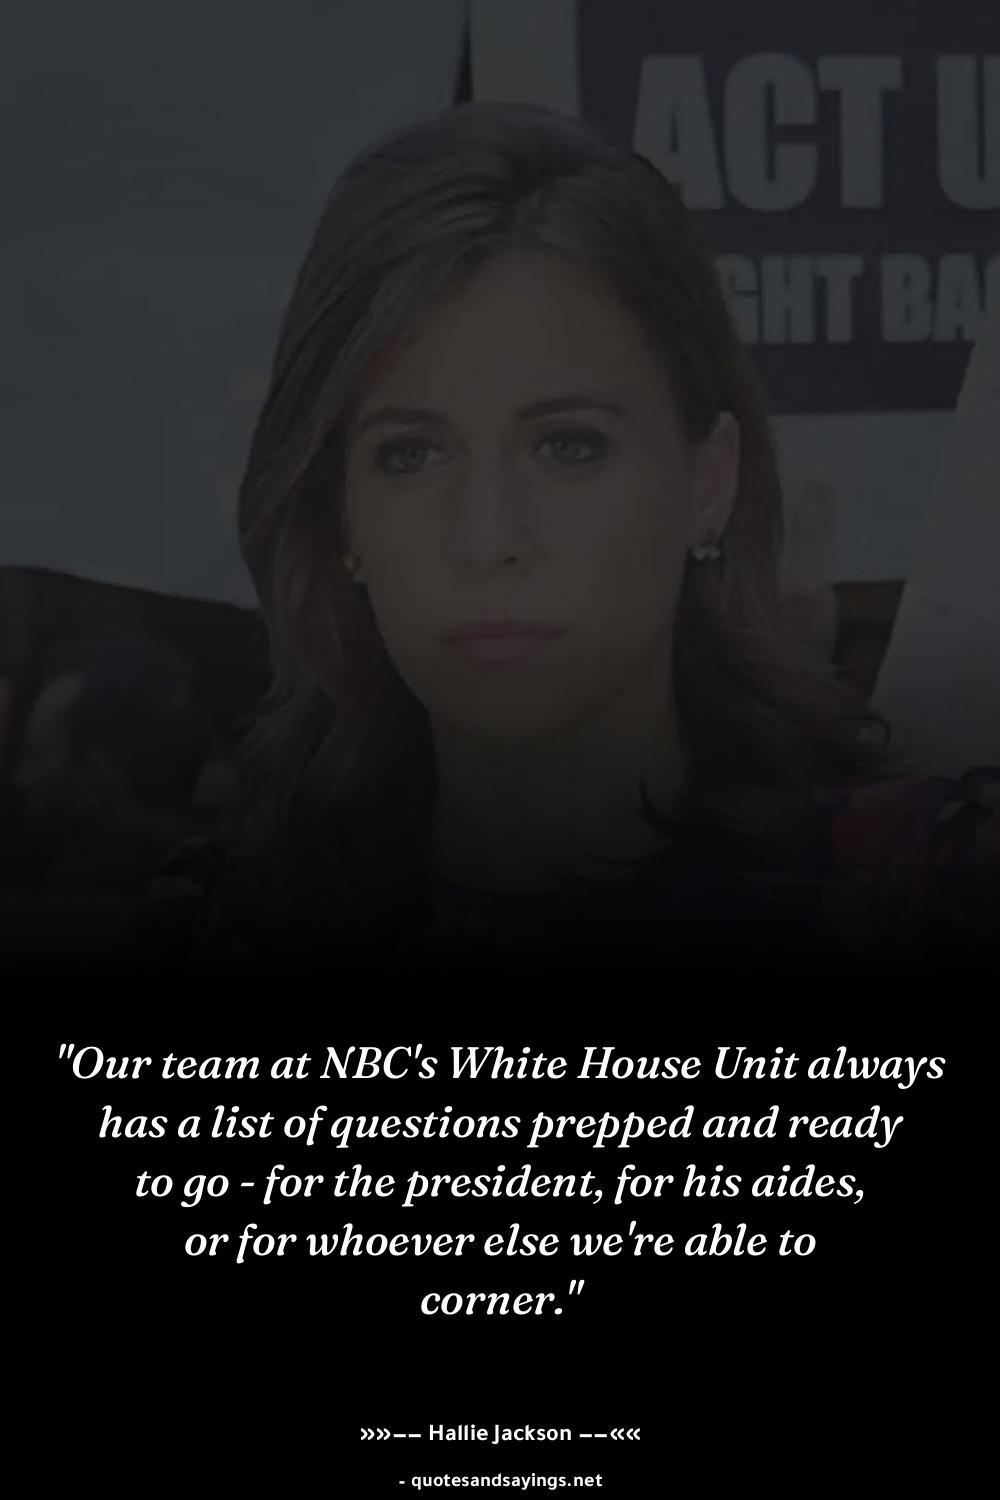 ACT U
GHT BAC
"Our team at NBC's White House Unit always
has a list of questions prepped and ready
to go - for the president, for his aides,
or for whoever else we're able to
corner."
»»–– Hallie Jackson ––««
- quotesandsayings.net